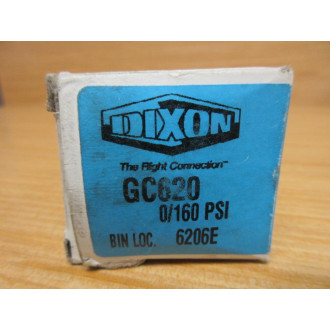 DIXON
The Right Connection™
GC620
0/160 PSI
BIN LOC. 6206E